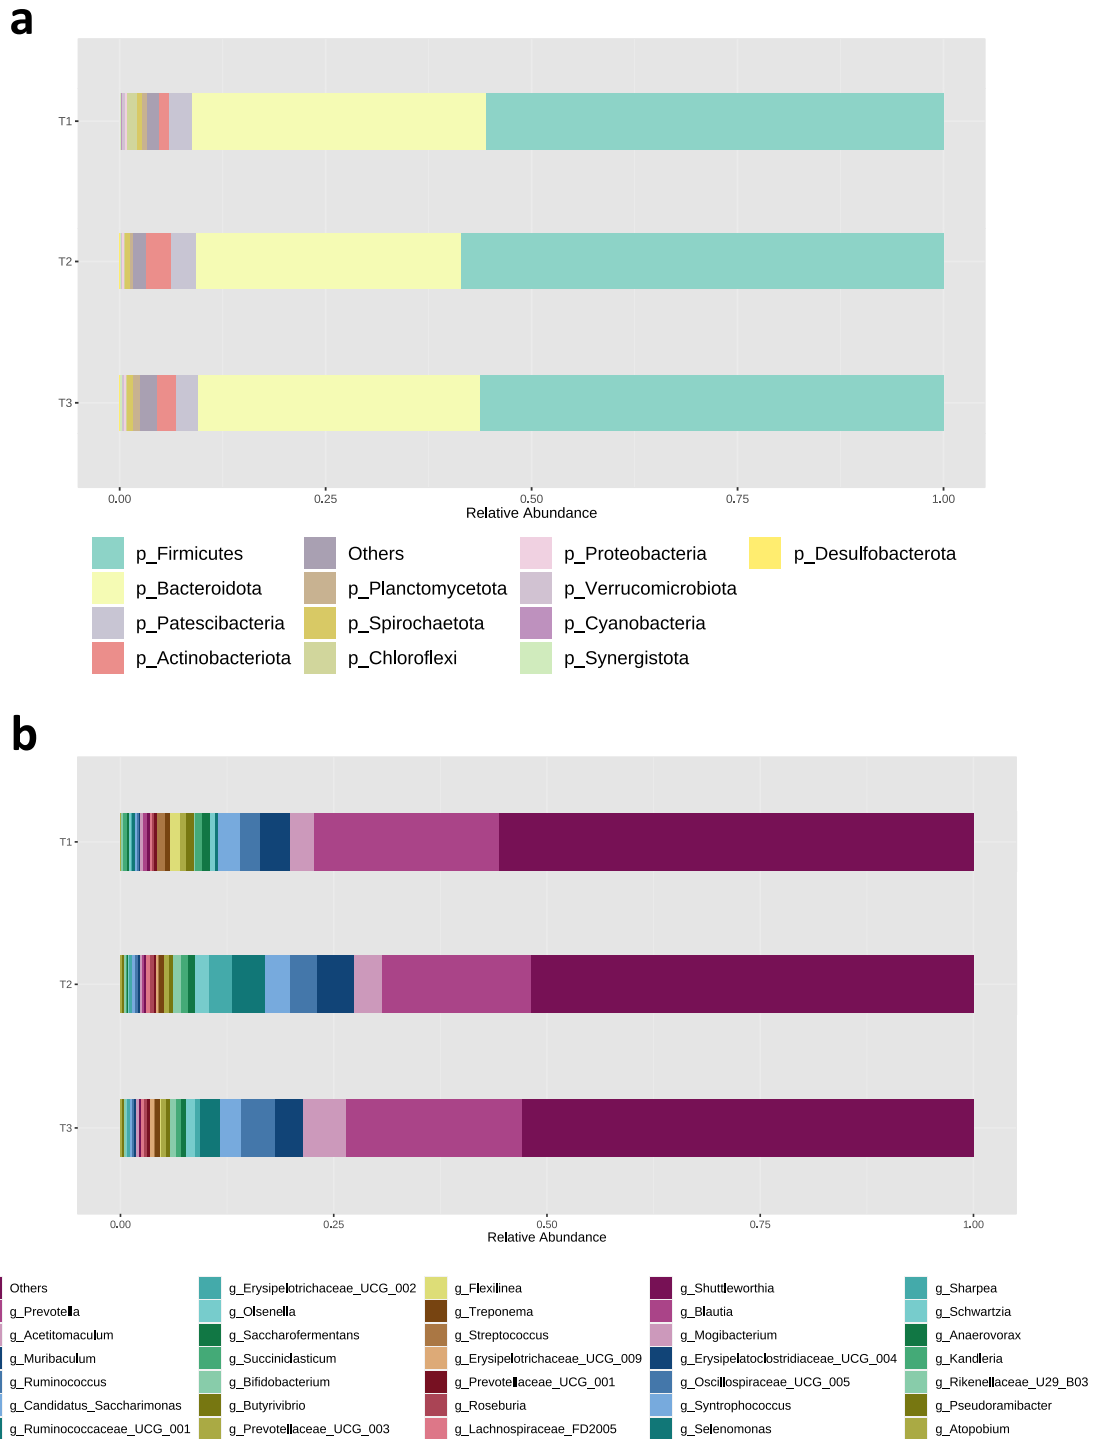 a
T1
T2
T3
0.00 0.25 0.50 0.75 1.00
Relative Abundance
p_Firmicutes Others p_Proteobacteria p_Desulfobacterota
p_Bacteroidota p_Planctomycetota p_Verrucomicrobiota
p_Patescibacteria p_Spirochaetota p_Cyanobacteria
p_Actinobacteriota p_Chloroflexi p_Synergistota
b
T1
T2
T3
0.00 0.25 0.50 0.75 1.00
Relative Abundance
Others g_Erysipelotrichaceae_UCG_002 g_Flexilinea g_Shuttleworthia g_Sharpea
g_Prevotella g_Olsenella g_Treponema g_Blautia g_Schwartzia
g_Acetitomaculum g_Saccharofermentans g_Streptococcus g_Mogibacterium g_Anaerovorax
g_Muribaculum g_Succiniclasticum g_Erysipelotrichaceae_UCG_009 g_Erysipelatoclostridiaceae_UCG_004 g_Kandleria
g_Ruminococcus g_Bifidobacterium g_Prevotellaceae_UCG_001 g_Oscillospiraceae_UCG_005 g_Rikenellaceae_U29_B03
g_Candidatus_Saccharimonas g_Butyrivibrio g_Roseburia g_Syntrophococcus g_Pseudoramibacter
g_Ruminococcaceae_UCG_001 g_Prevotellaceae_UCG_003 g_Lachnospiraceae_FD2005 g_Selenomonas g_Atopobium